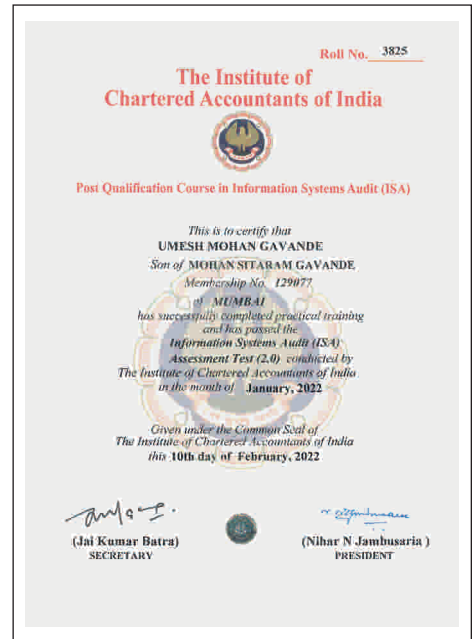 Roll No. 3825
The Institute of
Chartered Accountants of India
Post Qualification Course in Information Systems Audit (ISA)
This is to certify that
UMESH MOHAN GAVANDE
Son of MOHAN SITARAM GAVANDE
Membership No. 129077
of MUMBAI
has successfully completed practical training
and has passed the
Information Systems Audit (ISA)
Assessment Test (2.0) conducted by
The Institute of Chartered Accountants of India
in the month of January, 2022
Given under the Common Seal of
The Institute of Chartered Accountants of India
this 10th day of February, 2022
(Jai Kumar Batra)
SECRETARY
(Nihar N Jambusaria )
PRESIDENT